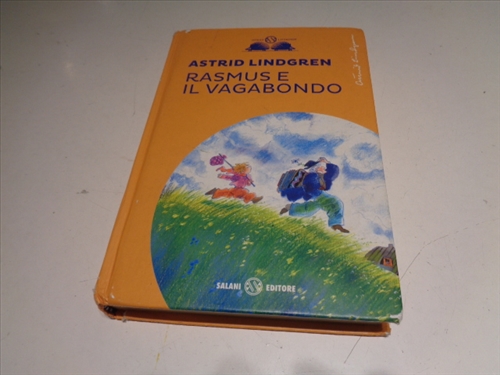 ASTRID LINDGREN
RASMUS E
IL VAGABONDO
SALANI EDITORE